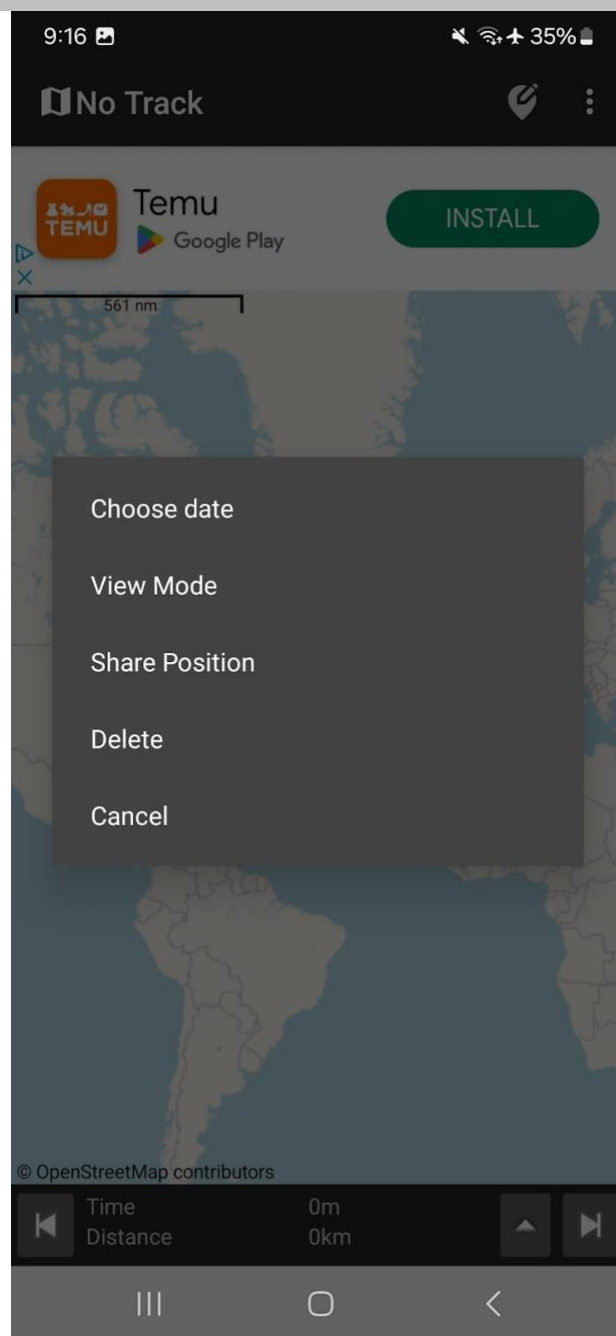 9:16
35%
No Track
TEMU
Temu
Google Play
INSTALL
561 nm
Choose date
View Mode
Share Position
Delete
Cancel
© OpenStreetMap contributors
Time 0m
Distance 0km